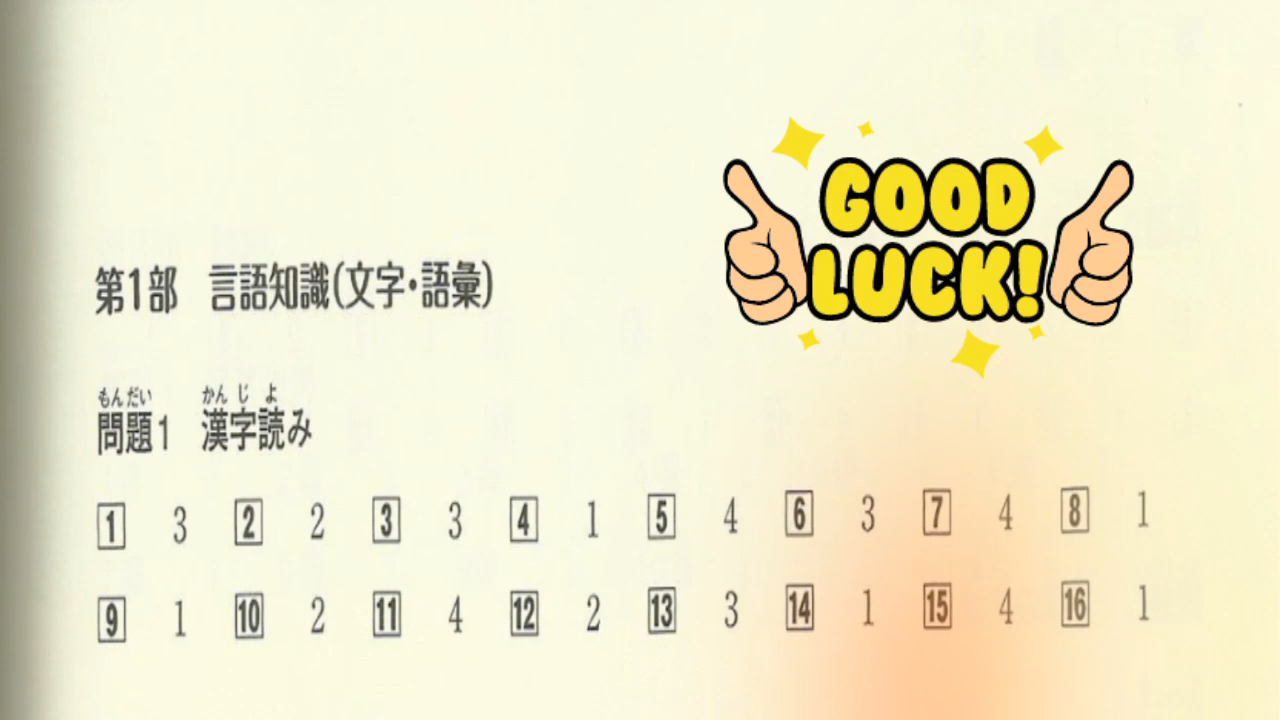 第1部 言語知識(文字・語彙)
もんだい かんじよ
問題1 漢字読み
1 3 2 2 3 3 4 1 5 4 6 3 7 4 8 1
9 1 10 2 11 4 12 2 13 3 14 1 15 4 16 1
GOOD
LUCK!